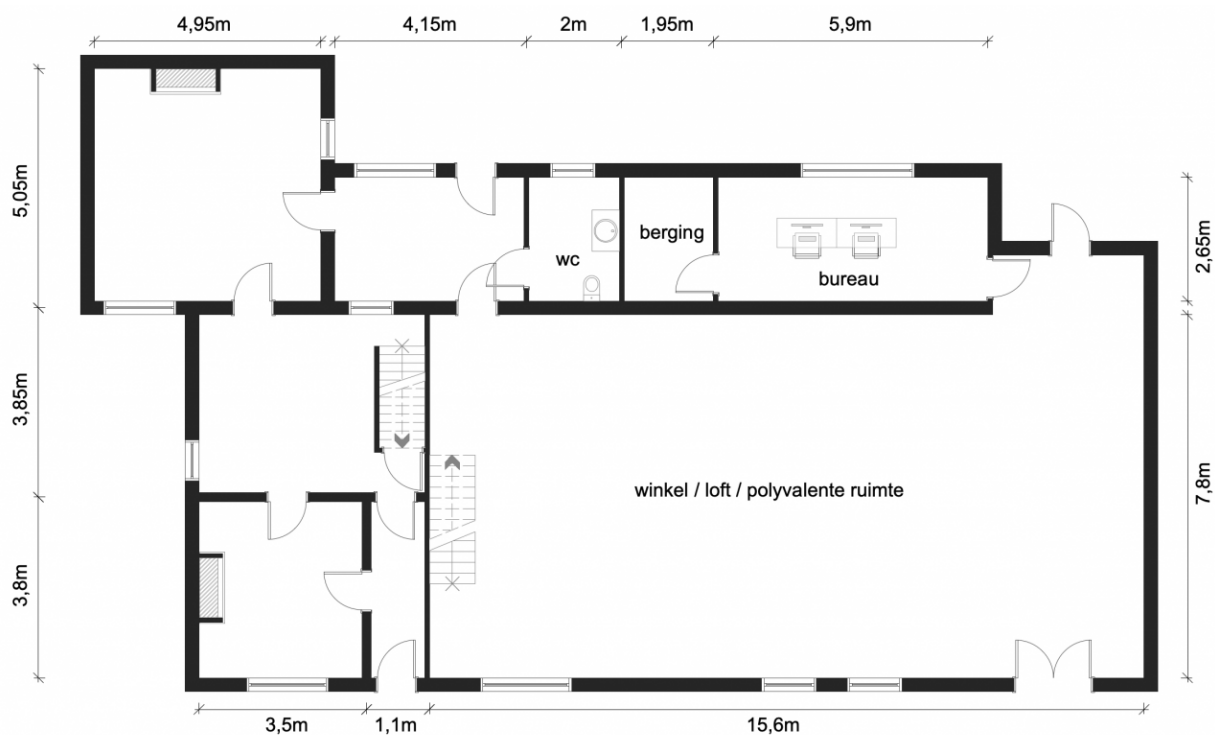 4,95m
4,15m
2m
1,95m
5,9m
5,05m
2,65m
berging
wc
bureau
3,85m
winkel / loft / polyvalente ruimte
7,8m
3,8m
3,5m
1,1m
15,6m